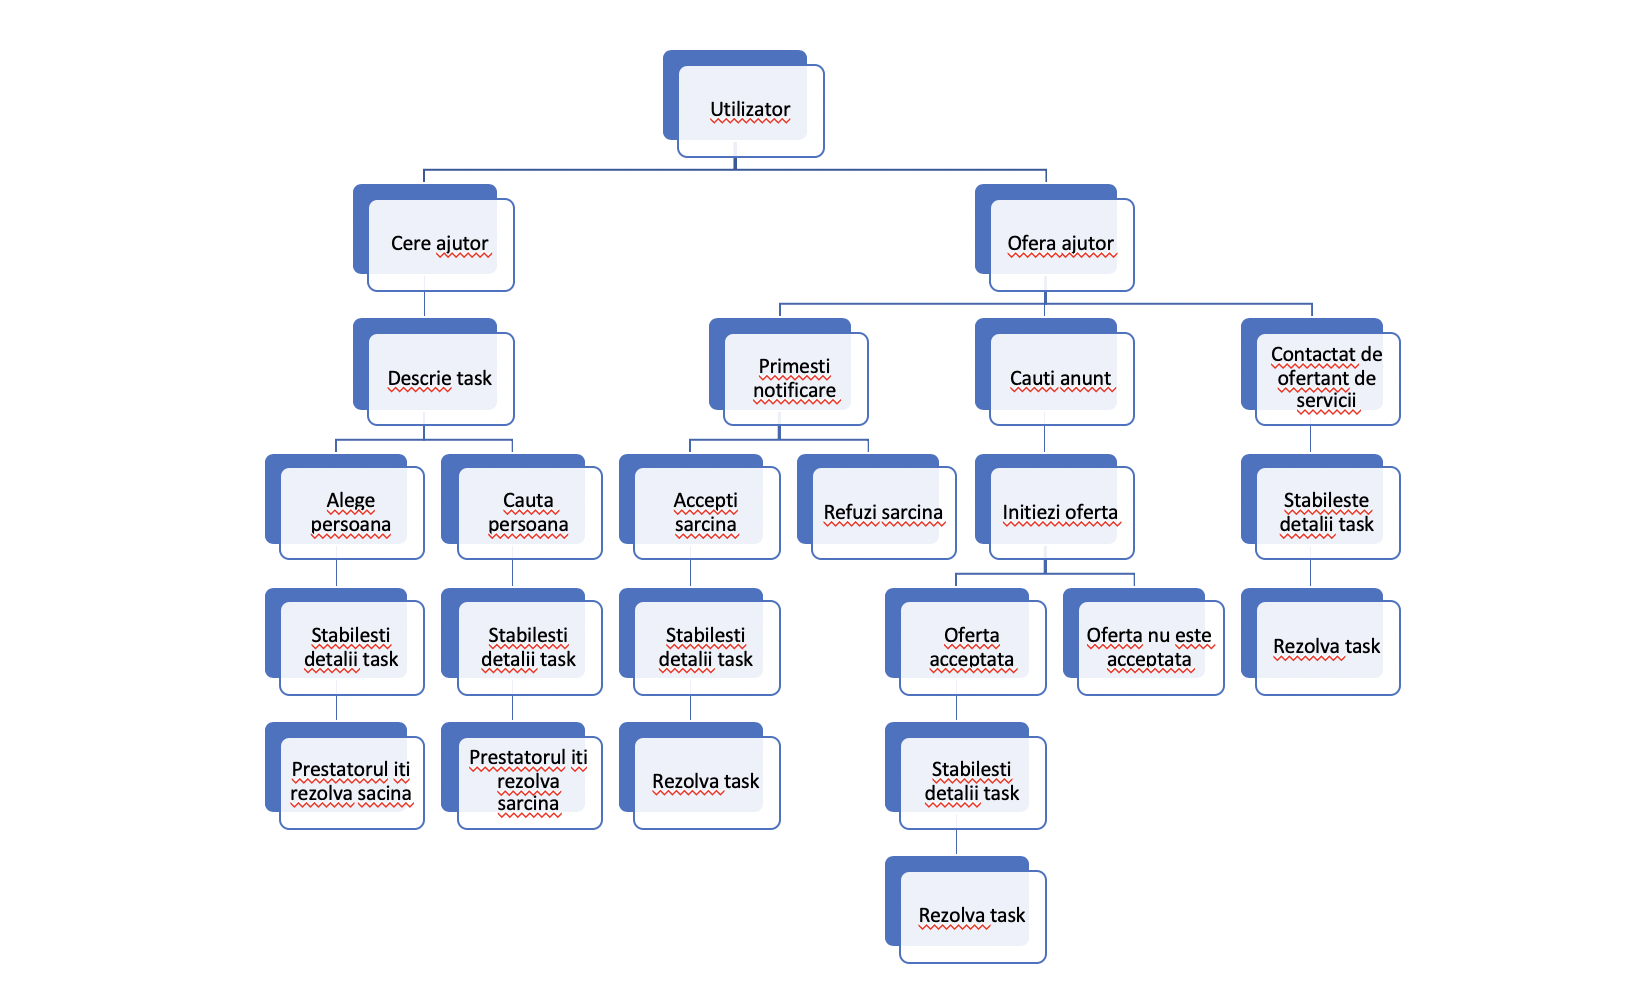 Utilizator
Cere ajutor
Ofera ajutor
Descrie task
Primesti
notificare
Cauti anunt
Contactat de
ofertant de
servicii
Alege
persoana
Cauta
persoana
Accepti
sarcina
Refuzi sarcina
Initiezi oferta
Stabileste
detalii task
Stabilesti
detalii task
Stabilesti
detalii task
Stabilesti
detalii task
Oferta
acceptata
Oferta nu este
acceptata
Rezolva task
Prestatorul iti
rezolva sacina
Prestatorul iti
rezolva
sarcina
Rezolva task
Stabilesti
detalii task
Rezolva task